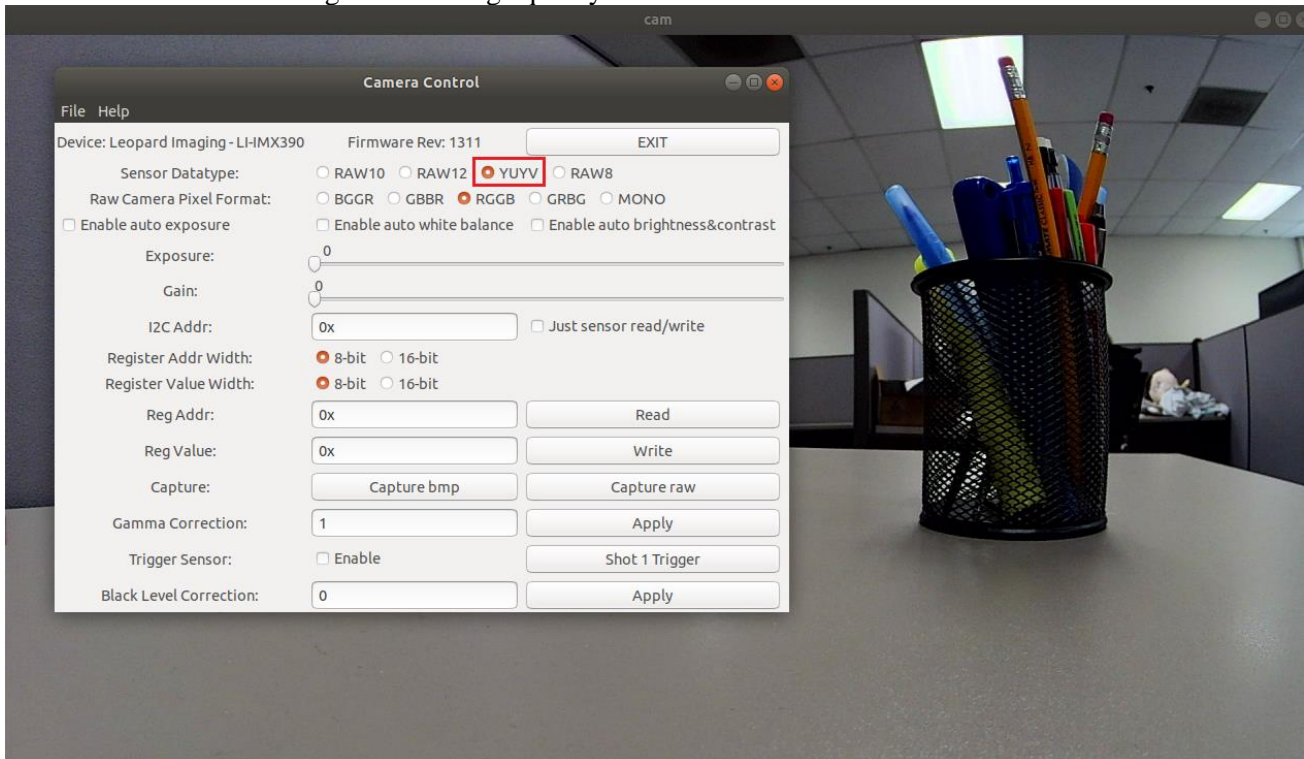 cam
Camera Control
File Help
Device: Leopard Imaging - LI-IMX390 Firmware Rev: 1311 EXIT
Sensor Datatype: RAW10 RAW12 YUYV RAW8
Raw Camera Pixel Format: BGGR GBBR RGGB GRBG MONO
Enable auto exposure Enable auto white balance Enable auto brightness&contrast
Exposure: 0
Gain: 0
I2C Addr: 0x Just sensor read/write
Register Addr Width: 8-bit 16-bit
Register Value Width: 8-bit 16-bit
Reg Addr: 0x Read
Reg Value: 0x Write
Capture: Capture bmp Capture raw
Gamma Correction: 1 Apply
Trigger Sensor: Enable Shot 1 Trigger
Black Level Correction: 0 Apply